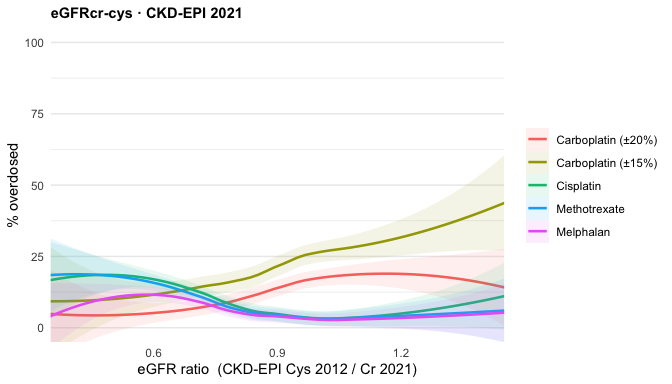 eGFRcr-cys · CKD-EPI 2021
100
75
50
25
0
% overdosed
0.6
0.9
1.2
eGFR ratio  (CKD-EPI Cys 2012 / Cr 2021)
Carboplatin (±20%)
Carboplatin (±15%)
Cisplatin
Methotrexate
Melphalan